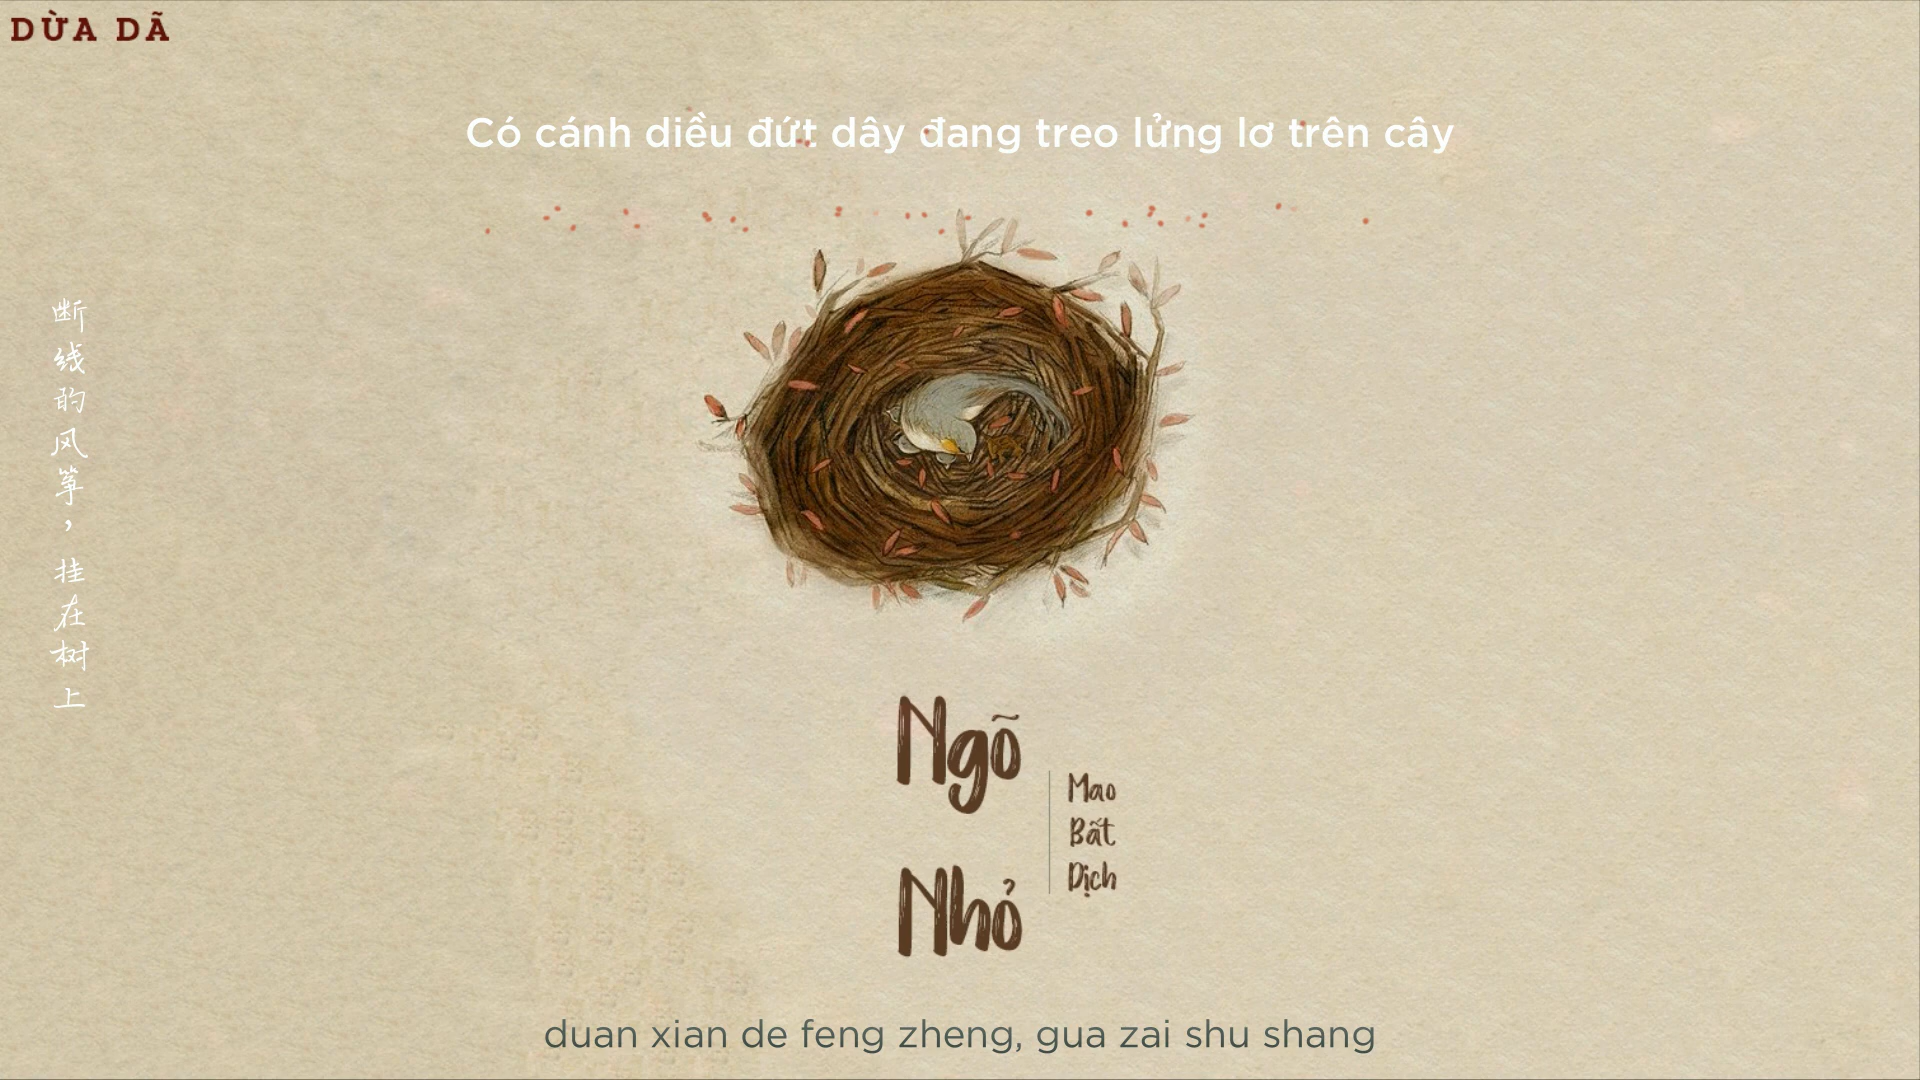 DỪA DÃ
Có cánh diều đứt dây đang treo lửng lơ trên cây
断线的风筝，挂在树上
Ngõ
Nhỏ
Mao
Bất
Dịch
duan xian de feng zheng, gua zai shu shang